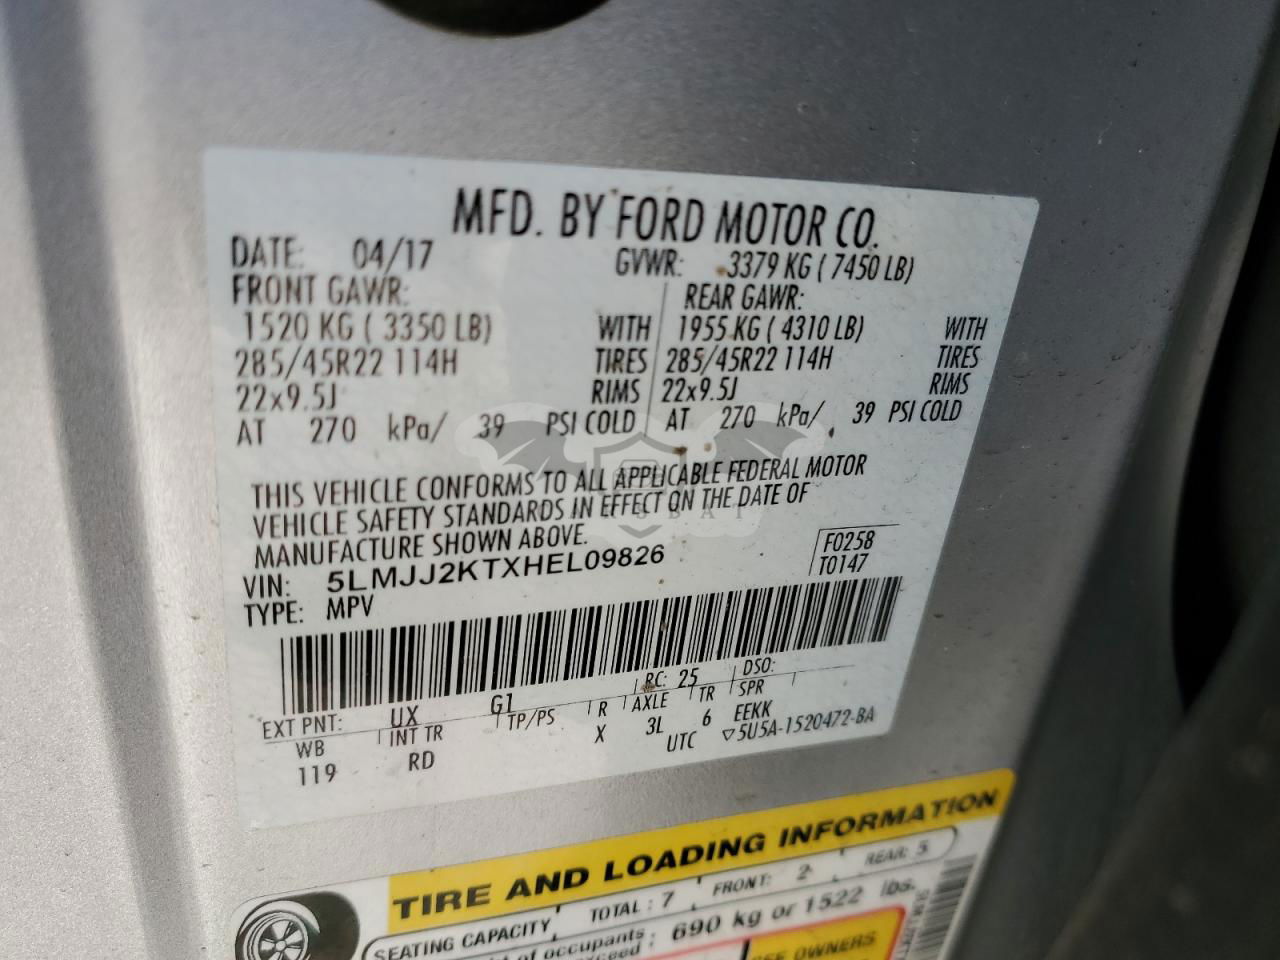 MFD. BY FORD MOTOR CO.
DATE: 04/17 GVWR: 3379 KG ( 7450 LB)
FRONT GAWR: REAR GAWR:
1520 KG ( 3350 LB) WITH 1955 KG ( 4310 LB) WITH
285/45R22 114H TIRES 285/45R22 114H TIRES
22x9.5J RIMS 22x9.5J RIMS
AT 270 kPa/ 39 PSI COLD AT 270 kPa/ 39 PSI COLD
THIS VEHICLE CONFORMS TO ALL APPLICABLE FEDERAL MOTOR
VEHICLE SAFETY STANDARDS IN EFFECT ON THE DATE OF
MANUFACTURE SHOWN ABOVE.
F0258
VIN: 5LMJJ2KTXHEL09826 T0147
TYPE: MPV
EXT PNT: UX G1 RC: 25 DSO:
WB INT TR TP/PS R AXLE TR SPR
119 RD X 3L 6 EEKK
UTC ▽5U5A-1520472-BA
TIRE AND LOADING INFORMATION
SEATING CAPACITY TOTAL: 7 FRONT: 2 REAR: 5
of occupants : 690 kg or 1522 lbs.
exceed
OWNERS